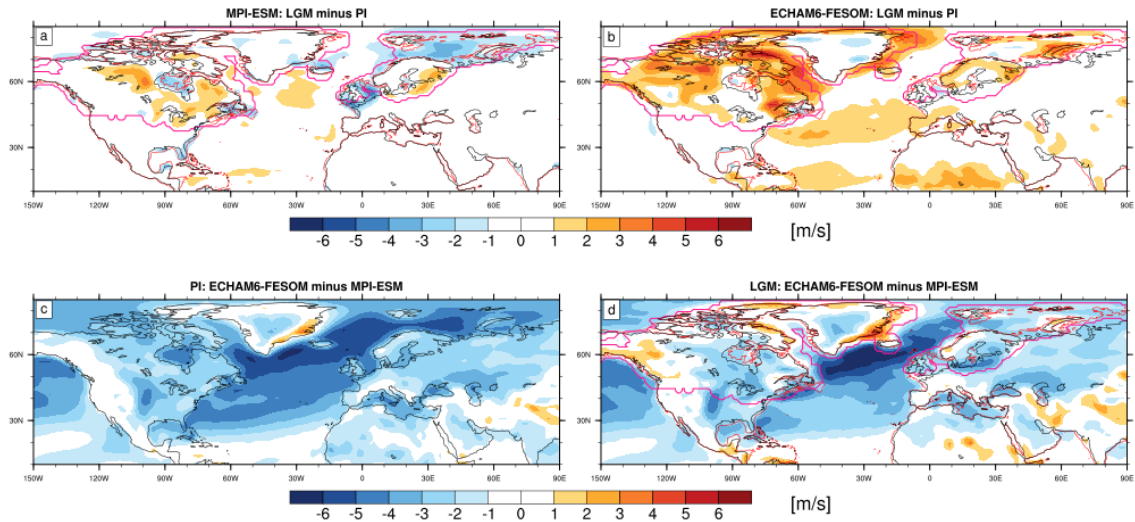 MPI-ESM: LGM minus PI
a
60N
30N
150W 120W 90W 60W 30W 0 30E 60E 90E
ECHAM6-FESOM: LGM minus PI
b
60N
30N
150W 120W 90W 60W 30W 0 30E 60E 90E
-6 -5 -4 -3 -2 -1 0 1 2 3 4 5 6 [m/s]
PI: ECHAM6-FESOM minus MPI-ESM
c
60N
30N
150W 120W 90W 60W 30W 0 30E 60E 90E
LGM: ECHAM6-FESOM minus MPI-ESM
d
60N
30N
150W 120W 90W 60W 30W 0 30E 60E 90E
-6 -5 -4 -3 -2 -1 0 1 2 3 4 5 6 [m/s]